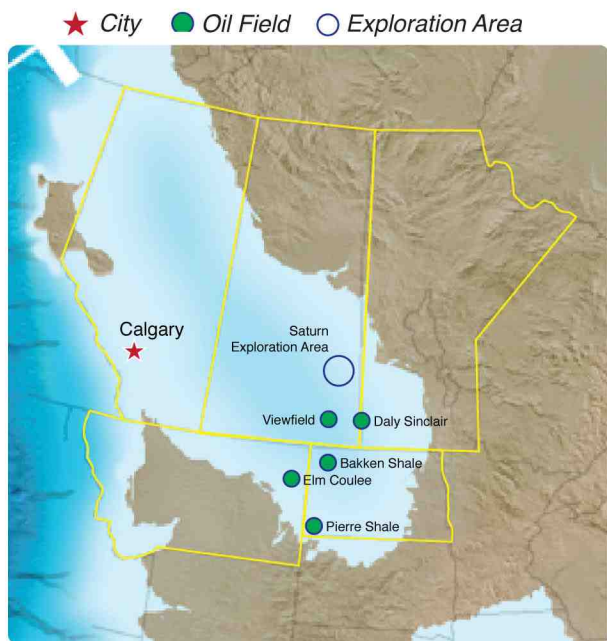 City Oil Field Exploration Area
Calgary
Saturn
Exploration Area
Viewfield
Daly Sinclair
Bakken Shale
Elm Coulee
Pierre Shale